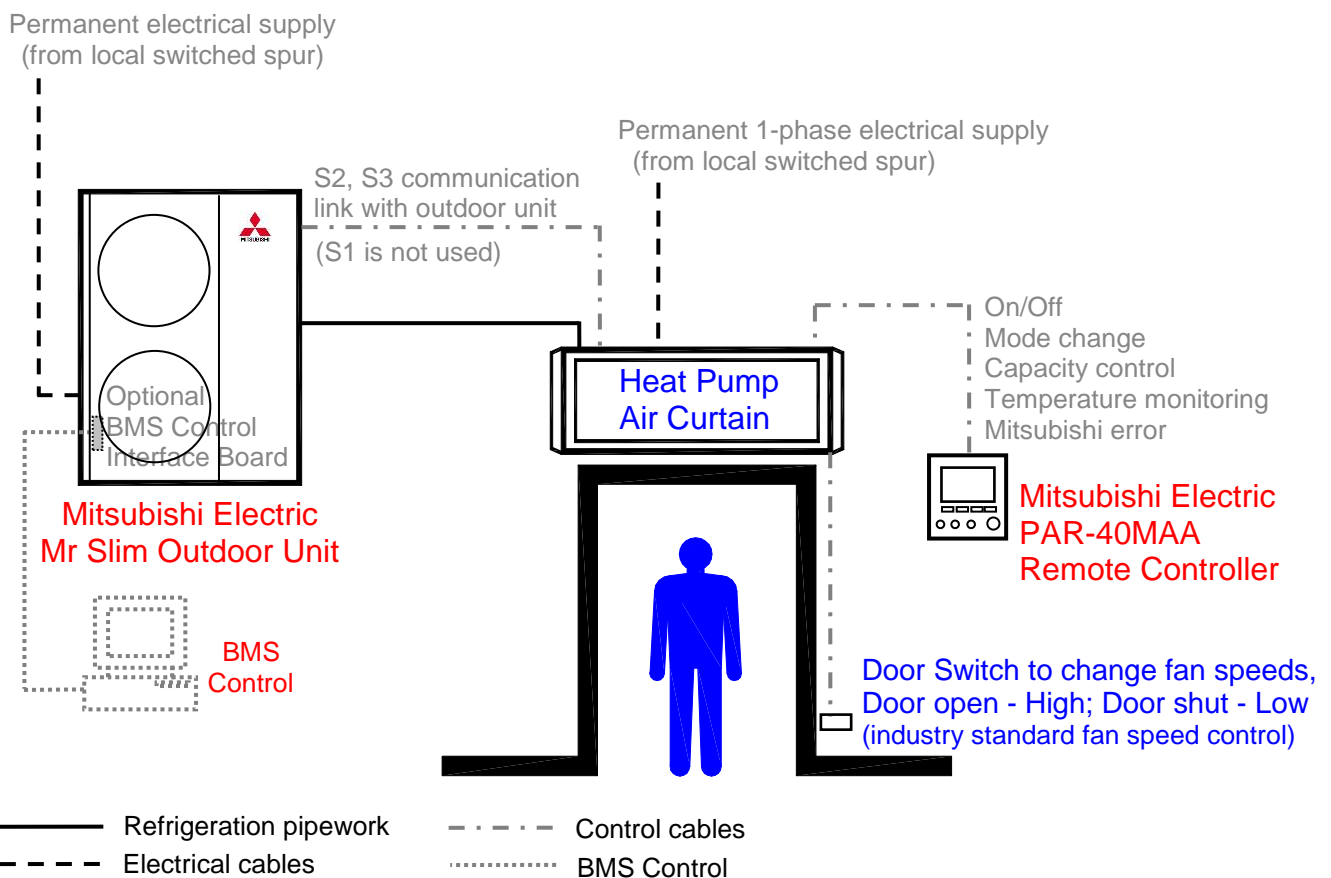 Permanent electrical supply
(from local switched spur)
Permanent 1-phase electrical supply
(from local switched spur)
S2, S3 communication
link with outdoor unit
(S1 is not used)
MITSUBISHI
On/Off
Mode change
Capacity control
Temperature monitoring
Mitsubishi error
Heat Pump
Air Curtain
Optional
BMS Control
Interface Board
Mitsubishi Electric
Mr Slim Outdoor Unit
Mitsubishi Electric
PAR-40MAA
Remote Controller
BMS
Control
Door Switch to change fan speeds,
Door open - High; Door shut - Low
(industry standard fan speed control)
Refrigeration pipework
Control cables
Electrical cables
BMS Control